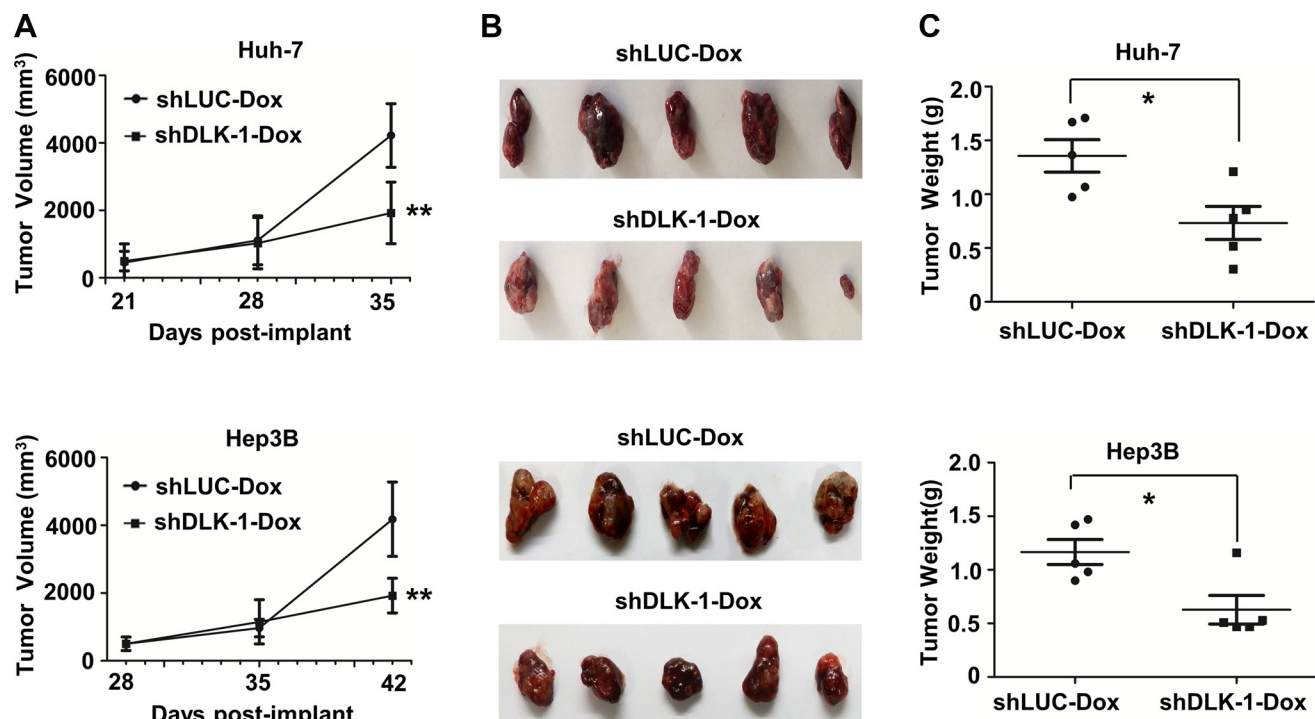 A
Huh-7
Tumor Volume (mm³)
6000
4000
2000
0
shLUC-Dox
shDLK-1-Dox
**
21 28 35
Days post-implant
B
shLUC-Dox
shDLK-1-Dox
C
Huh-7
Tumor Weight (g)
2.0
1.5
1.0
0.5
0
*
shLUC-Dox shDLK-1-Dox
Hep3B
Tumor Volume (mm³)
6000
4000
2000
0
shLUC-Dox
shDLK-1-Dox
**
28 35 42
Days post-implant
shLUC-Dox
shDLK-1-Dox
Hep3B
Tumor Weight(g)
2.0
1.5
1.0
0.5
0
*
shLUC-Dox shDLK-1-Dox